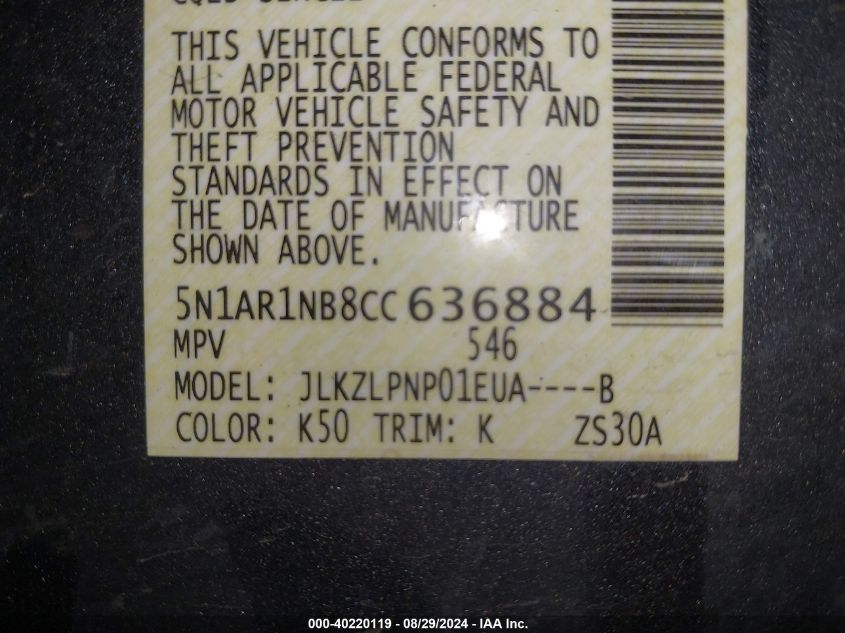 THIS VEHICLE CONFORMS TO
ALL APPLICABLE FEDERAL
MOTOR VEHICLE SAFETY AND
THEFT PREVENTION
STANDARDS IN EFFECT ON
THE DATE OF MANUFACTURE
SHOWN ABOVE.
5N1AR1NB8CC636884
MPV 546
MODEL: JLKZLPNP01EUA----B
COLOR: K50 TRIM: K ZS30A
000-40220119 - 08/29/2024 - IAA Inc.